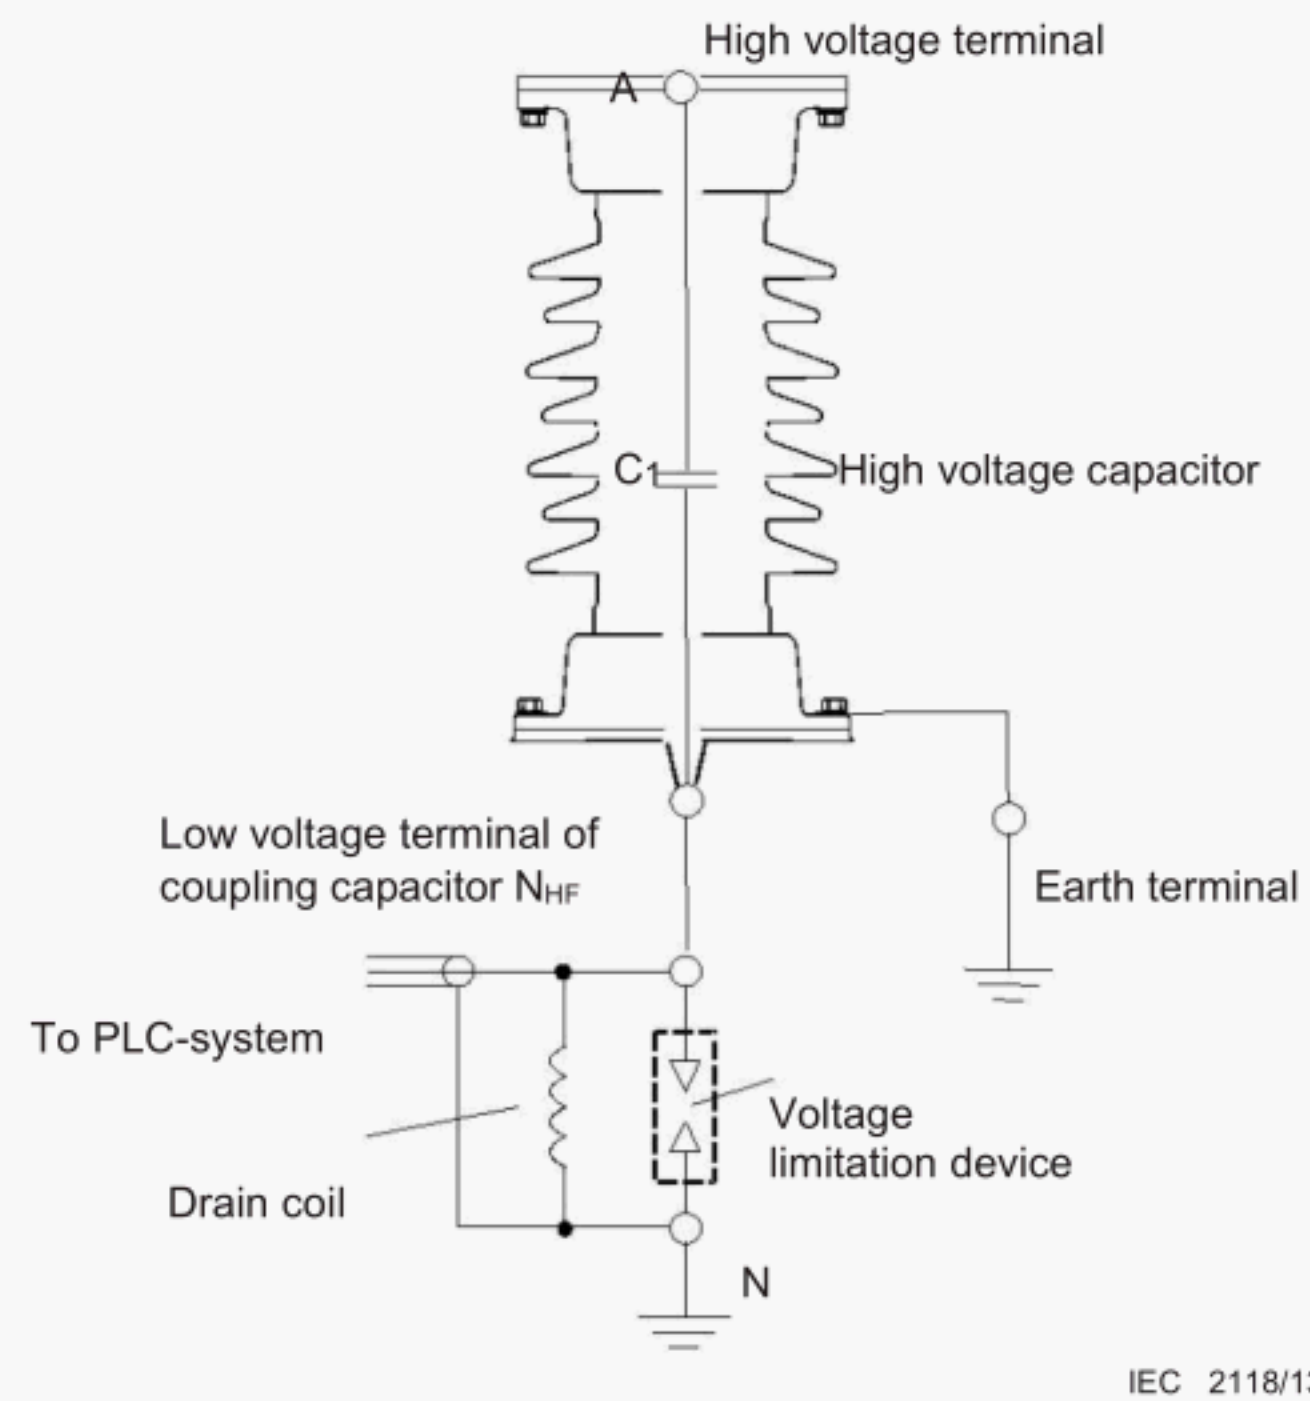 High voltage terminal
A
C1
High voltage capacitor
Low voltage terminal of
coupling capacitor NHF
Earth terminal
To PLC-system
Voltage
limitation device
Drain coil
N
IEC 2118/13